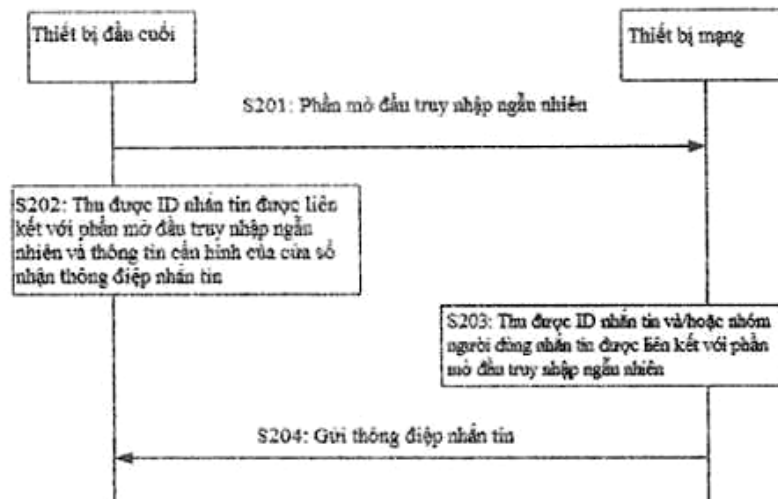 Thiết bị đầu cuối
Thiết bị mạng
S201: Phần mở đầu truy nhập ngẫu nhiên
S202: Thu được ID nhắn tin được liên
kết với phần mở đầu truy nhập ngẫu
nhiên và thông tin cấu hình của cửa sổ
nhận thông điệp nhắn tin
S203: Thu được ID nhắn tin và/hoặc nhóm
người dùng nhắn tin được liên kết với phần
mở đầu truy nhập ngẫu nhiên
S204: Gửi thông điệp nhắn tin